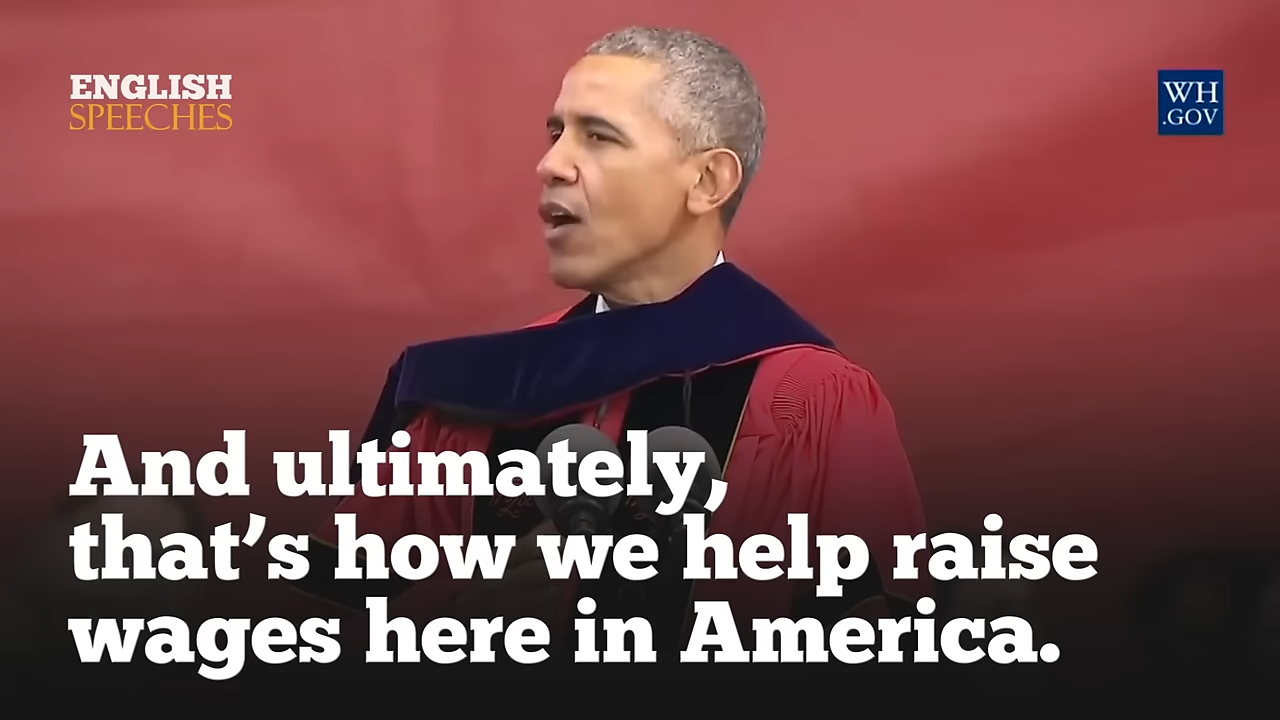 ENGLISH
SPEECHES
WH
.GOV
And ultimately,
that’s how we help raise
wages here in America.